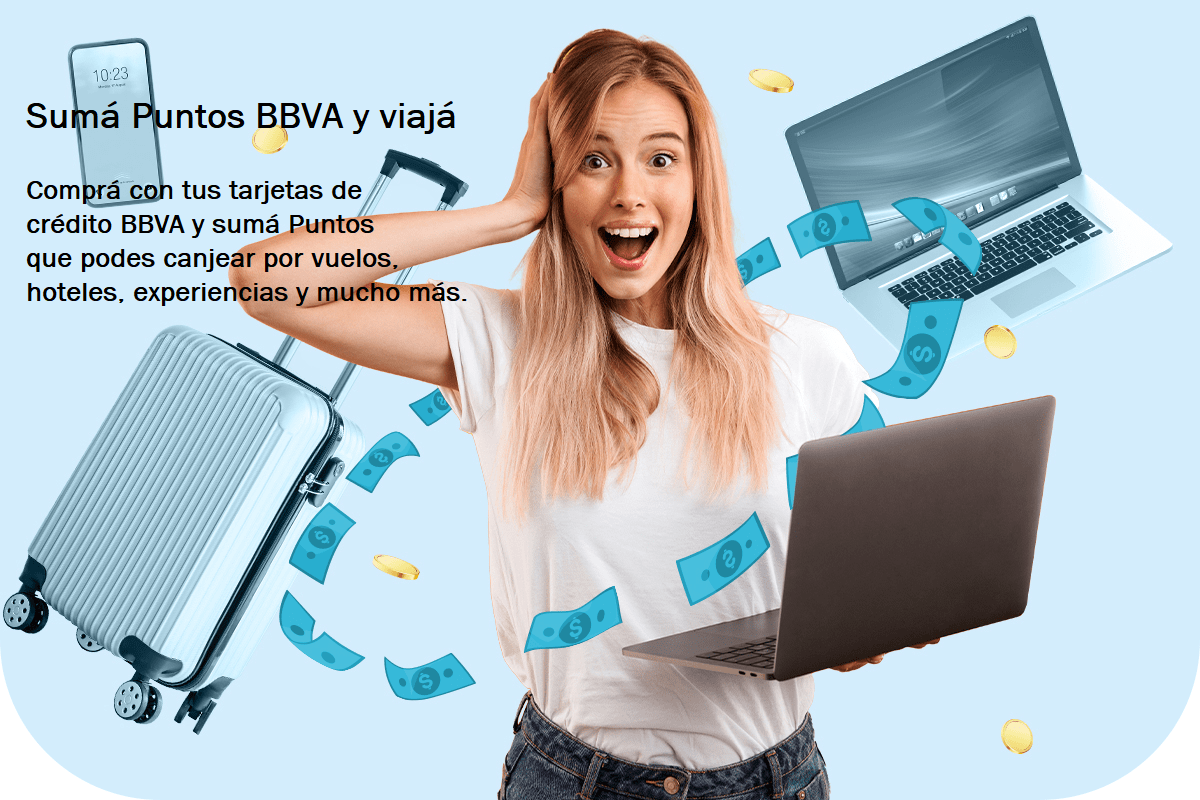 10:23
Sumá Puntos BBVA y viajá
Comprá con tus tarjetas de
crédito BBVA y sumá Puntos
que podes canjear por vuelos,
hoteles, experiencias y mucho más.